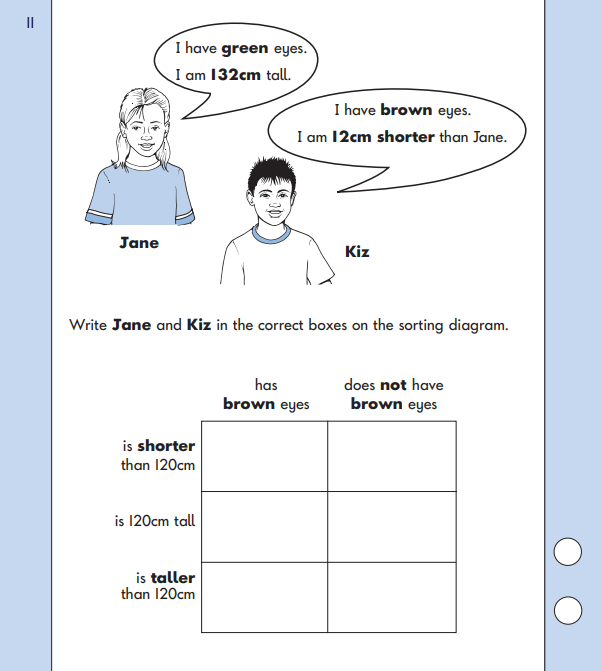 11
I have green eyes.
I am 132cm tall.
I have brown eyes.
I am 12cm shorter than Jane.
Jane
Kiz
Write Jane and Kiz in the correct boxes on the sorting diagram.
has
brown eyes
does not have
brown eyes
is shorter
than 120cm
is 120cm tall
is taller
than 120cm